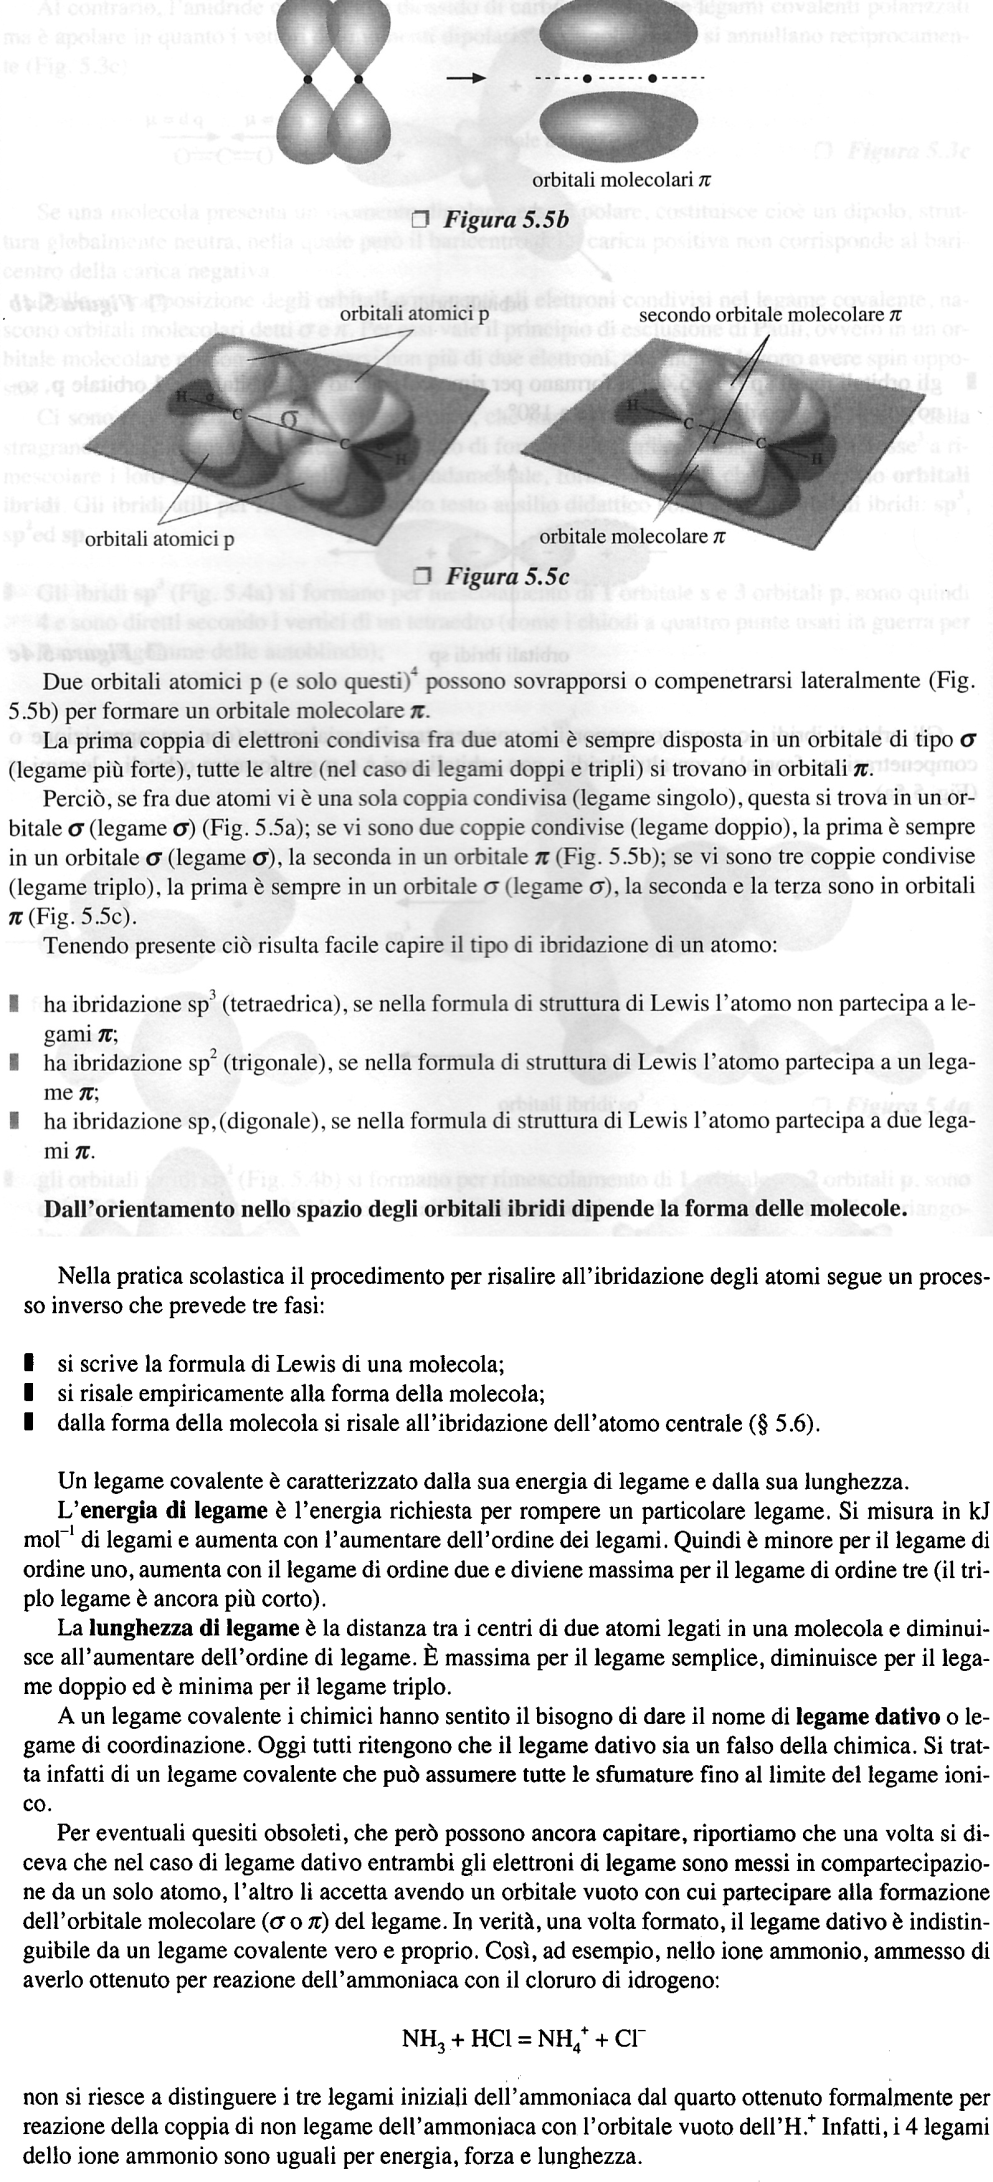 orbitali molecolari π
❒ Figura 5.5b
orbitali atomici p
secondo orbitale molecolare π
H
C
σ
C
H
H
C
C
H
orbitali atomici p
orbitale molecolare π
❒ Figura 5.5c
Due orbitali atomici p (e solo questi)⁴ possono sovrapporsi o compenetrarsi lateralmente (Fig.
5.5b) per formare un orbitale molecolare π.
La prima coppia di elettroni condivisa fra due atomi è sempre disposta in un orbitale di tipo σ
(legame più forte), tutte le altre (nel caso di legami doppi e tripli) si trovano in orbitali π.
Perciò, se fra due atomi vi è una sola coppia condivisa (legame singolo), questa si trova in un or-
bitale σ (legame σ) (Fig. 5.5a); se vi sono due coppie condivise (legame doppio), la prima è sempre
in un orbitale σ (legame σ), la seconda in un orbitale π (Fig. 5.5b); se vi sono tre coppie condivise
(legame triplo), la prima è sempre in un orbitale σ (legame σ), la seconda e la terza sono in orbitali
π (Fig. 5.5c).
Tenendo presente ciò risulta facile capire il tipo di ibridazione di un atomo:
ha ibridazione sp³ (tetraedrica), se nella formula di struttura di Lewis l'atomo non partecipa a le-
gami π;
ha ibridazione sp² (trigonale), se nella formula di struttura di Lewis l'atomo partecipa a un lega-
me π;
ha ibridazione sp, (digonale), se nella formula di struttura di Lewis l'atomo partecipa a due lega-
mi π.
Dall'orientamento nello spazio degli orbitali ibridi dipende la forma delle molecole.
Nella pratica scolastica il procedimento per risalire all'ibridazione degli atomi segue un proces-
so inverso che prevede tre fasi:
si scrive la formula di Lewis di una molecola;
si risale empiricamente alla forma della molecola;
dalla forma della molecola si risale all'ibridazione dell'atomo centrale (§ 5.6).
Un legame covalente è caratterizzato dalla sua energia di legame e dalla sua lunghezza.
L'energia di legame è l'energia richiesta per rompere un particolare legame. Si misura in kJ
mol⁻¹ di legami e aumenta con l'aumentare dell'ordine dei legami. Quindi è minore per il legame di
ordine uno, aumenta con il legame di ordine due e diviene massima per il legame di ordine tre (il tri-
plo legame è ancora più corto).
La lunghezza di legame è la distanza tra i centri di due atomi legati in una molecola e diminui-
sce all'aumentare dell'ordine di legame. È massima per il legame semplice, diminuisce per il lega-
me doppio ed è minima per il legame triplo.
A un legame covalente i chimici hanno sentito il bisogno di dare il nome di legame dativo o le-
game di coordinazione. Oggi tutti ritengono che il legame dativo sia un falso della chimica. Si trat-
ta infatti di un legame covalente che può assumere tutte le sfumature fino al limite del legame ioni-
co.
Per eventuali quesiti obsoleti, che però possono ancora capitare, riportiamo che una volta si di-
ceva che nel caso di legame dativo entrambi gli elettroni di legame sono messi in compartecipazio-
ne da un solo atomo, l'altro li accetta avendo un orbitale vuoto con cui partecipare alla formazione
dell'orbitale molecolare (σ o π) del legame. In verità, una volta formato, il legame dativo è indistin-
guibile da un legame covalente vero e proprio. Così, ad esempio, nello ione ammonio, ammesso di
averlo ottenuto per reazione dell'ammoniaca con il cloruro di idrogeno:
NH₃ + HCl = NH₄⁺ + Cl⁻
non si riesce a distinguere i tre legami iniziali dell'ammoniaca dal quarto ottenuto formalmente per
reazione della coppia di non legame dell'ammoniaca con l'orbitale vuoto dell'H.⁺ Infatti, i 4 legami
dello ione ammonio sono uguali per energia, forza e lunghezza.